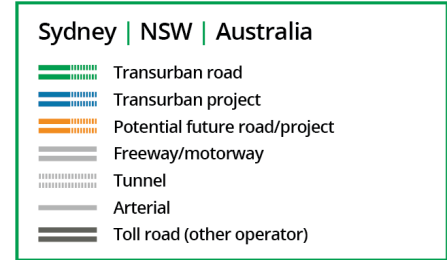 Sydney | NSW | Australia
Transurban road
Transurban project
Potential future road/project
Freeway/motorway
Tunnel
Arterial
Toll road (other operator)